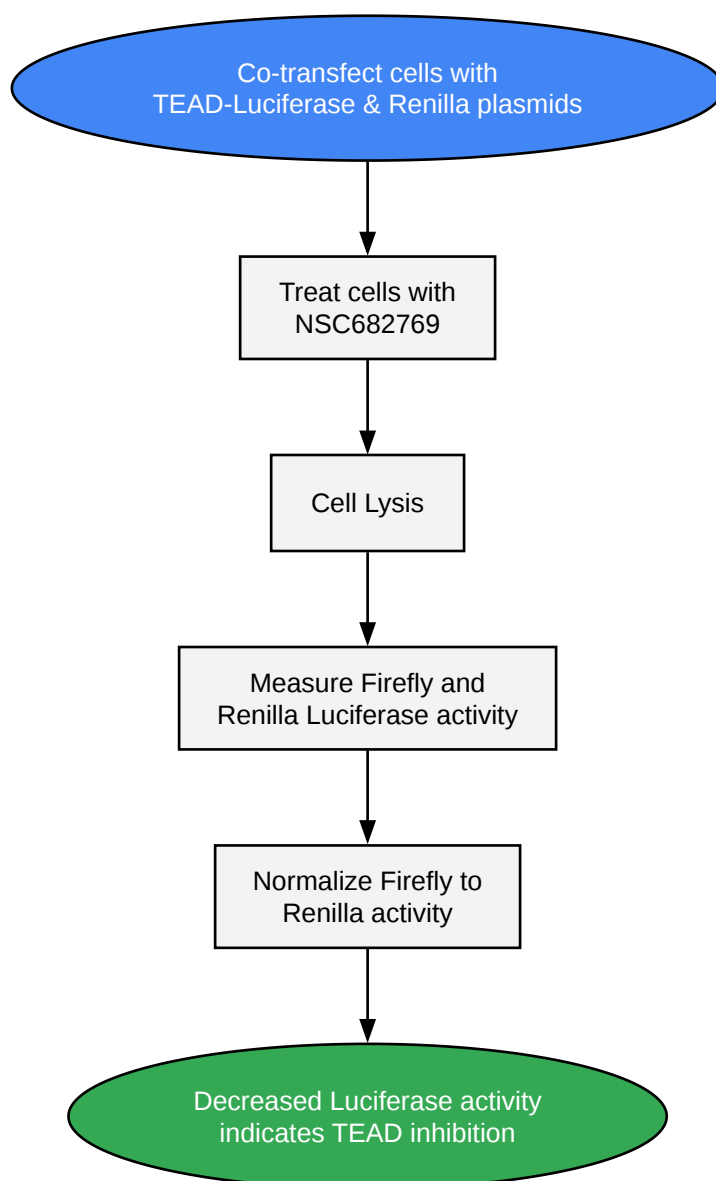 Co-transfect cells with
TEAD-Luciferase & Renilla plasmids
Treat cells with
NSC682769
Cell Lysis
Measure Firefly and
Renilla Luciferase activity
Normalize Firefly to
Renilla activity
Decreased Luciferase activity
indicates TEAD inhibition